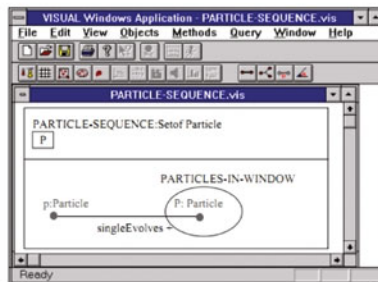 VISUAL Windows Application - PARTICLE-SEQUENCE.vis
File Edit View Objects Methods Query Window Help
PARTICLE-SEQUENCE.vis
PARTICLE-SEQUENCE:Setof Particle
P
PARTICLES-IN-WINDOW
p:Particle P: Particle
singleEvolves ~
Ready